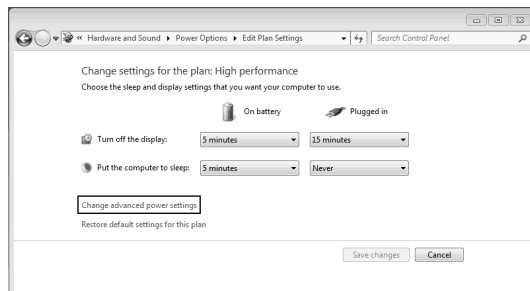 « Hardware and Sound ▸ Power Options ▸ Edit Plan Settings
Search Control Panel
Change settings for the plan: High performance
Choose the sleep and display settings that you want your computer to use.
On battery
Plugged in
Turn off the display: 5 minutes 15 minutes
Put the computer to sleep: 5 minutes Never
Change advanced power settings
Restore default settings for this plan
Save changes Cancel